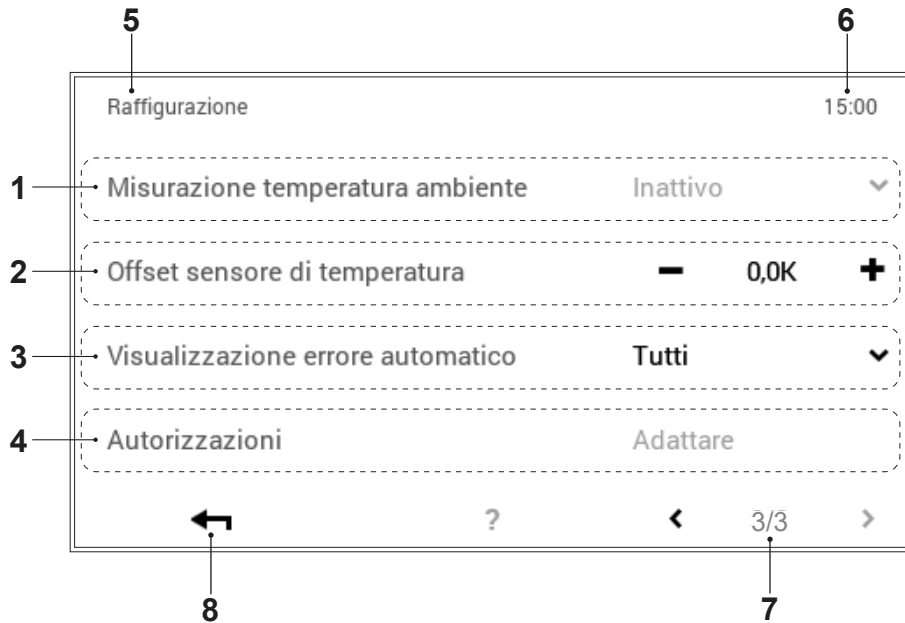 5 6
Raffigurazione 15:00
1 Misurazione temperatura ambiente Inattivo
2 Offset sensore di temperatura − 0,0K +
3 Visualizzazione errore automatico Tutti
4 Autorizzazioni Adattare
? < 3/3 >
8 7